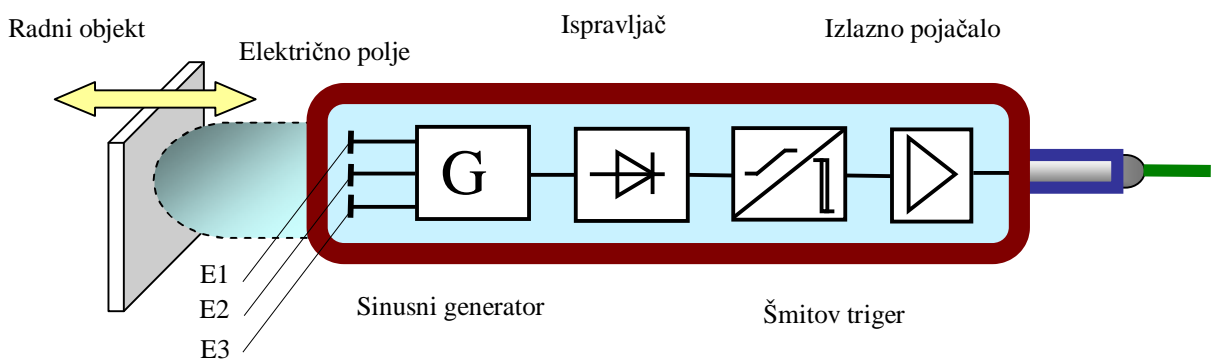 Radni objekt
Električno polje
Ispravljač
Izlazno pojačalo
G
E1
E2
E3
Sinusni generator
Šmitov triger